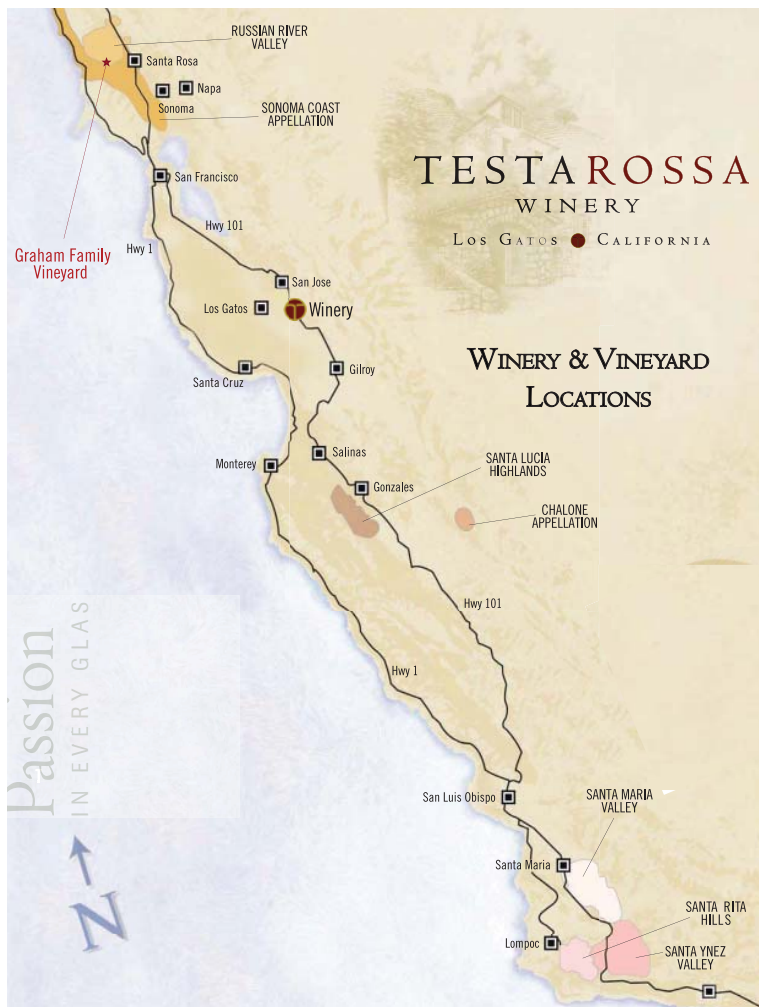 RUSSIAN RIVER
VALLEY
Santa Rosa
Napa
Sonoma
SONOMA COAST
APPELLATION
San Francisco
Hwy 101
Hwy 1
Graham Family
Vineyard
TESTAROSSA
WINERY
LOS GATOS CALIFORNIA
San Jose
Los Gatos
Winery
WINERY & VINEYARD
LOCATIONS
Santa Cruz
Gilroy
Salinas
Monterey
SANTA LUCIA
HIGHLANDS
Gonzales
CHALONE
APPELLATION
Hwy 101
Hwy 1
Passion
IN EVERY GLAS
San Luis Obispo
SANTA MARIA
VALLEY
Santa Maria
SANTA RITA
HILLS
Lompoc
SANTA YNEZ
VALLEY
N